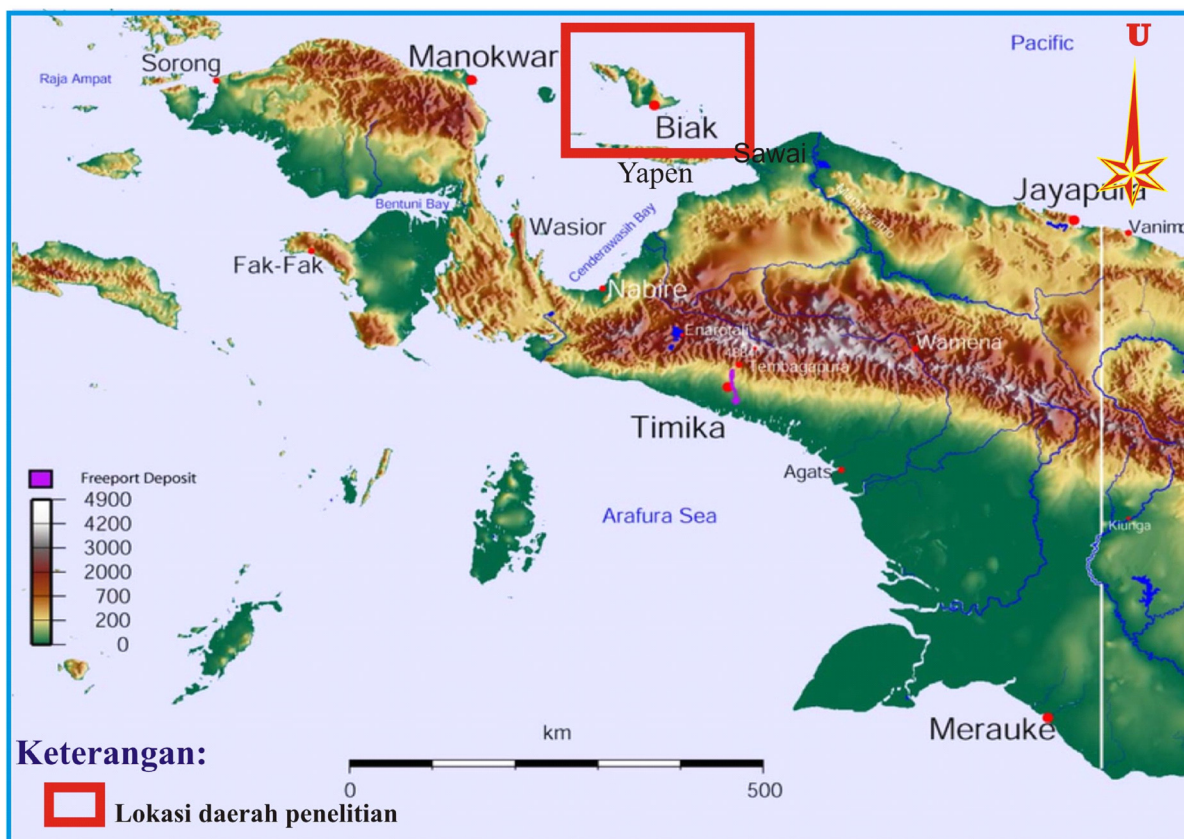 Pacific
U
Sorong
Manokwar
Raja Ampat
Biak
Sawai
Yapen
Jayapura
Bentuni Bay
Wasior
Cenderawasih Bay
Fak-Fak
Nabire
Enarotali
Wamena
Tembagapura
Timika
Agats
Freeport Deposit
4900
4200
3000
2000
700
200
0
Arafura Sea
Kiunga
Merauke
km
0
500
Keterangan:
Lokasi daerah penelitian